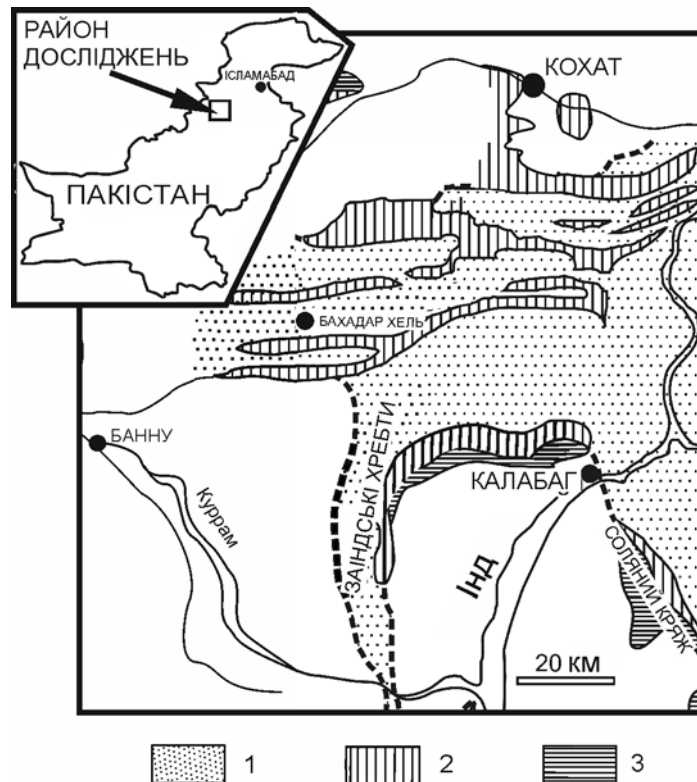 РАЙОН
ДОСЛІДЖЕНЬ
ІСЛАМАБАД
ПАКІСТАН
КОХАТ
БАХАДАР ХЕЛЬ
БАННУ
Куррам
ЗАІНДСЬКІ ХРЕБТИ
КАЛАБАГ
ІНД
СОЛЯНИЙ КРЯЖ
20 КМ
1
2
3